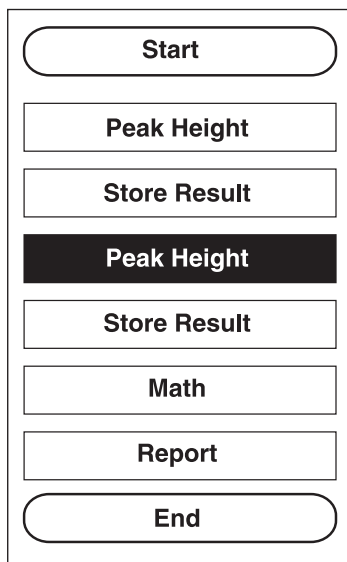 Start
Peak Height
Store Result
Peak Height
Store Result
Math
Report
End